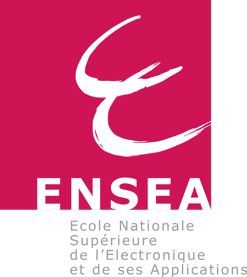 ENSEA
Ecole Nationale
Supérieure
de l'Electronique
et de ses Applications